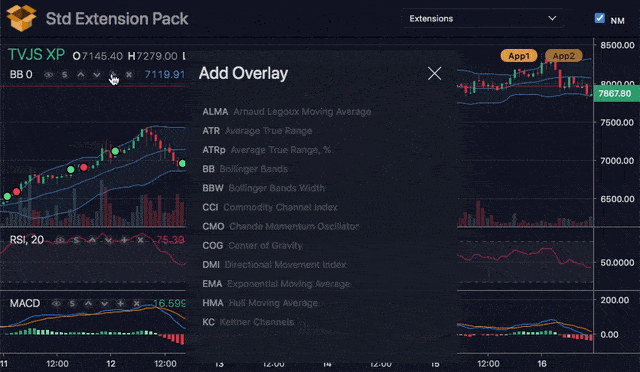 Std Extension Pack
Extensions
NM
TVJS XP O7145.40 H7279.00
BB 0 7119.91
App1 App2
8500.00
8000.00
7867.80
7500.00
7000.00
6500.00
Add Overlay
ALMA Arnaud Legoux Moving Average
ATR Average True Range
ATRp Average True Range, %
BB Bollinger Bands
BBW Bollinger Bands Width
CCI Commodity Channel Index
CMO Chande Momentum Oscillator
COG Center of Gravity
DMI Directional Movement Index
EMA Exponential Moving Average
HMA Hull Moving Average
KC Keltner Channels
RSI, 20 75.39
50.0000
MACD 16.599
200.00
0.00
11 12:00 12 12:00 13 12:00 14 12:00 15 12:00 16